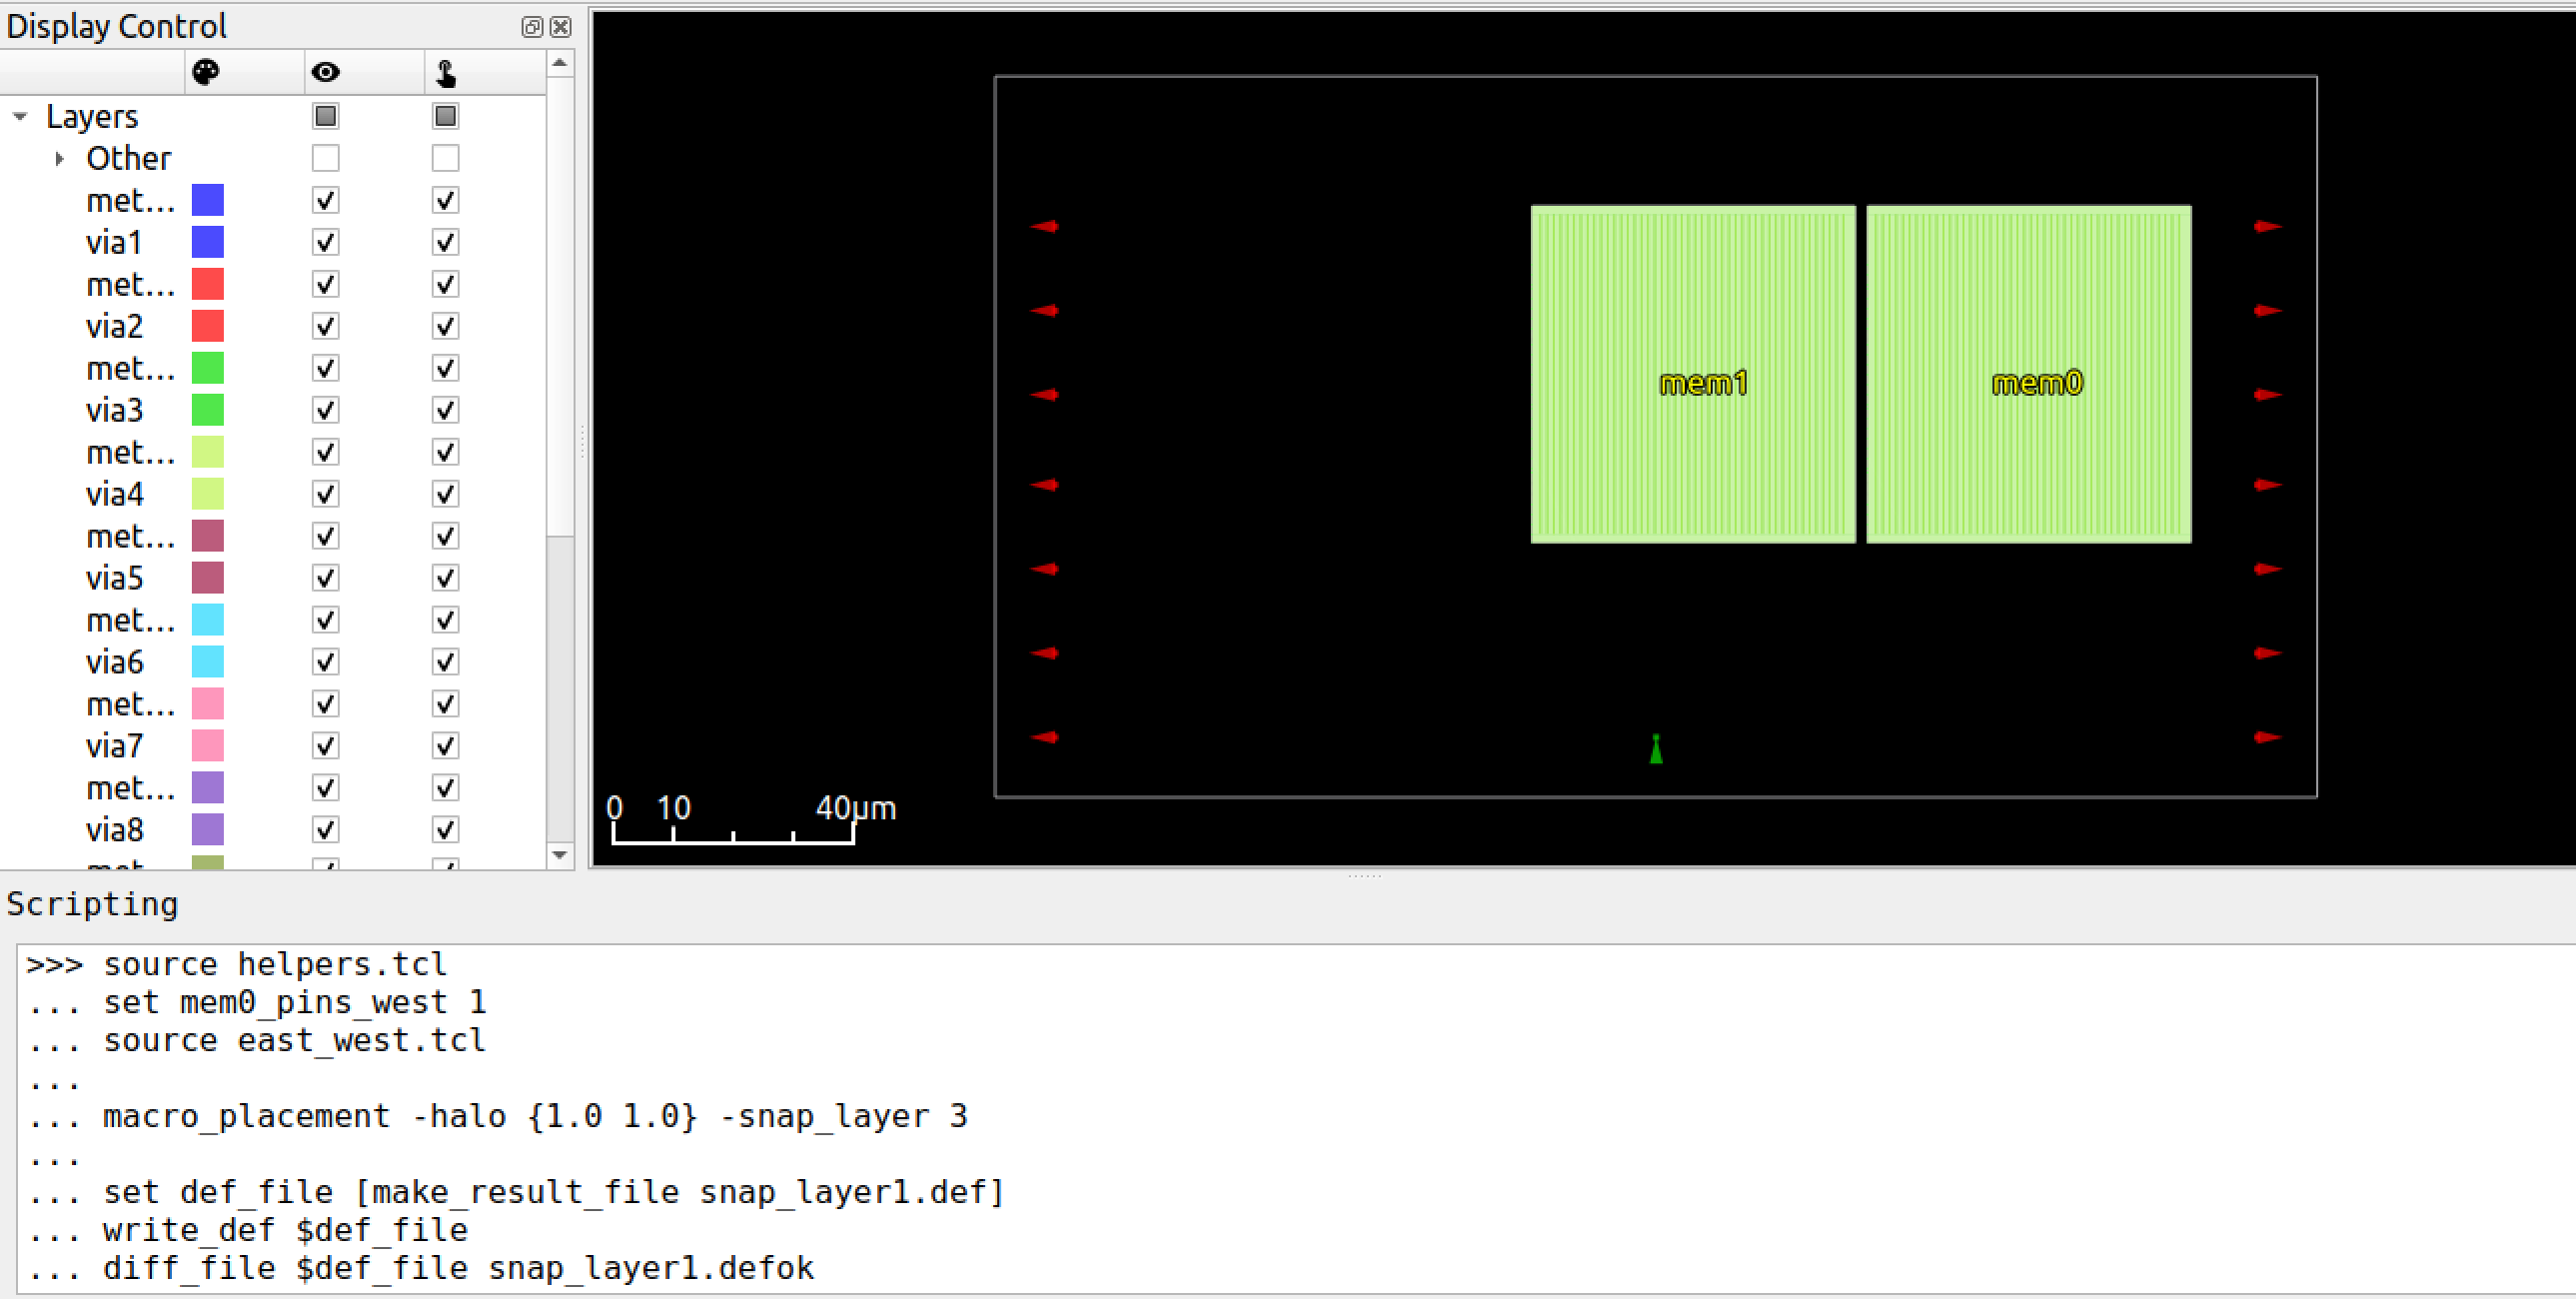 Display Control
Layers
Other
met...
via1
met...
via2
met...
via3
met...
via4
met...
via5
met...
via6
met...
via7
met...
via8
met
mem1
mem0
0 10 40μm
Scripting
>>> source helpers.tcl
... set mem0_pins_west 1
... source east_west.tcl
...
... macro_placement -halo {1.0 1.0} -snap_layer 3
...
... set def_file [make_result_file snap_layer1.def]
... write_def $def_file
... diff_file $def_file snap_layer1.defok